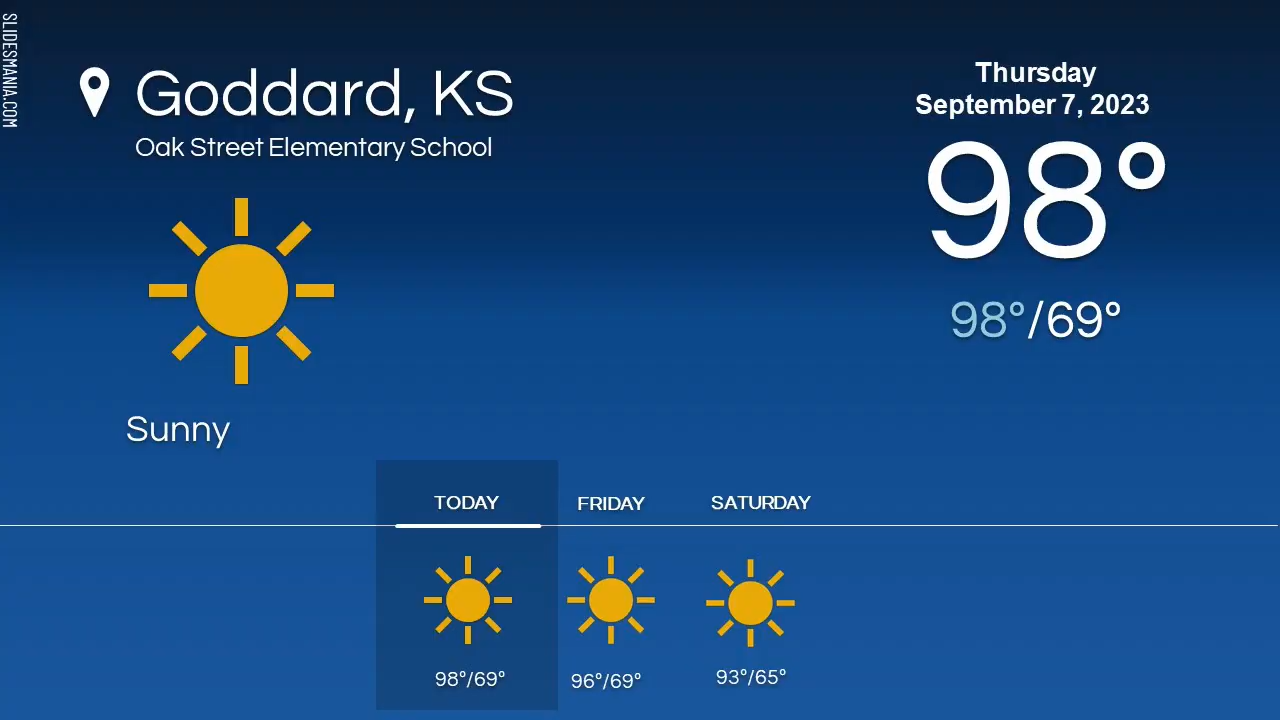 SLIDESMANIA.COM
Goddard, KS
Oak Street Elementary School
Thursday
September 7, 2023
98°
98°/69°
Sunny
TODAY
FRIDAY
SATURDAY
98°/69°
96°/69°
93°/65°